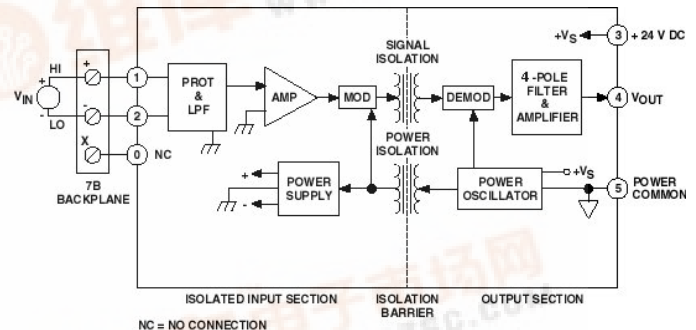 +VS
3
+ 24 V DC
SIGNAL
ISOLATION
HI
+
1
PROT
&
LPF
AMP
MOD
DEMOD
4-POLE
FILTER
&
AMPLIFIER
4
VOUT
VIN
+
-
LO
-
2
X
0
NC
7B
BACKPLANE
POWER
ISOLATION
+
-
POWER
SUPPLY
POWER
OSCILLATOR
+VS
5
POWER
COMMON
ISOLATED INPUT SECTION
ISOLATION
BARRIER
OUTPUT SECTION
NC = NO CONNECTION